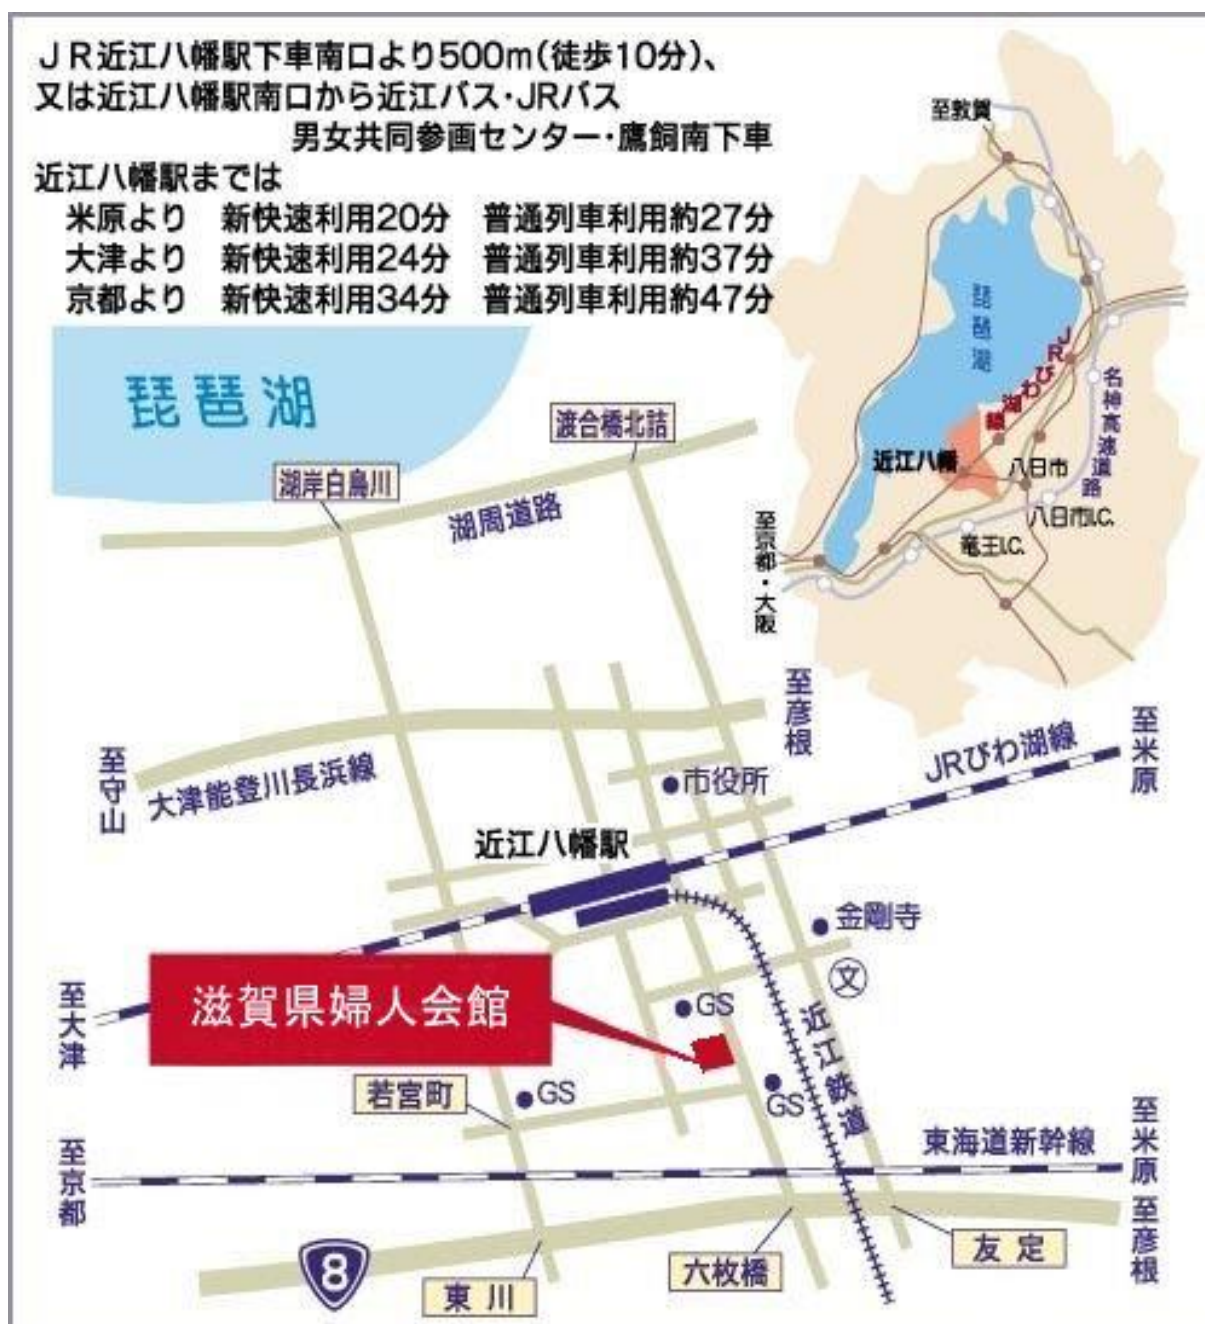 JR近江八幡駅下車南口より500m(徒歩10分)、
又は近江八幡駅南口から近江バス・JRバス
男女共同参画センター・鷹飼南下車
近江八幡駅までは
米原より 新快速利用20分 普通列車利用約27分
大津より 新快速利用24分 普通列車利用約37分
京都より 新快速利用34分 普通列車利用約47分
至敦賀
琵琶湖
JRびわ湖線
名神高速道路
近江八幡
八日市
八日市I.C.
竜王I.C.
至京都・大阪
琵琶湖
渡合橋北詰
湖岸白鳥川
湖周道路
至彦根
至守山
大津能登川長浜線
市役所
JRびわ湖線
至米原
近江八幡駅
金剛寺
文
滋賀県婦人会館
至大津
GS
近江鉄道
若宮町
GS
GS
東海道新幹線
至米原
至京都
至彦根
8
東川
六枚橋
友定